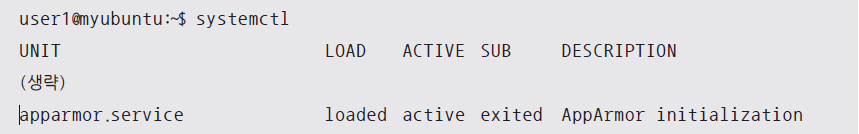 user1@myubuntu:~$ systemctl
UNIT LOAD ACTIVE SUB DESCRIPTION
(생략)
apparmor.service loaded active exited AppArmor initialization